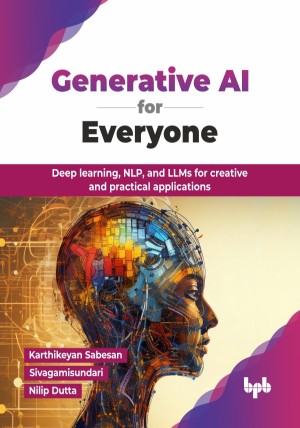 Generative AI
for
Everyone
Deep learning, NLP, and LLMs for creative
and practical applications
Karthikeyan Sabesan
Sivagamisundari
Nilip Dutta
bpb